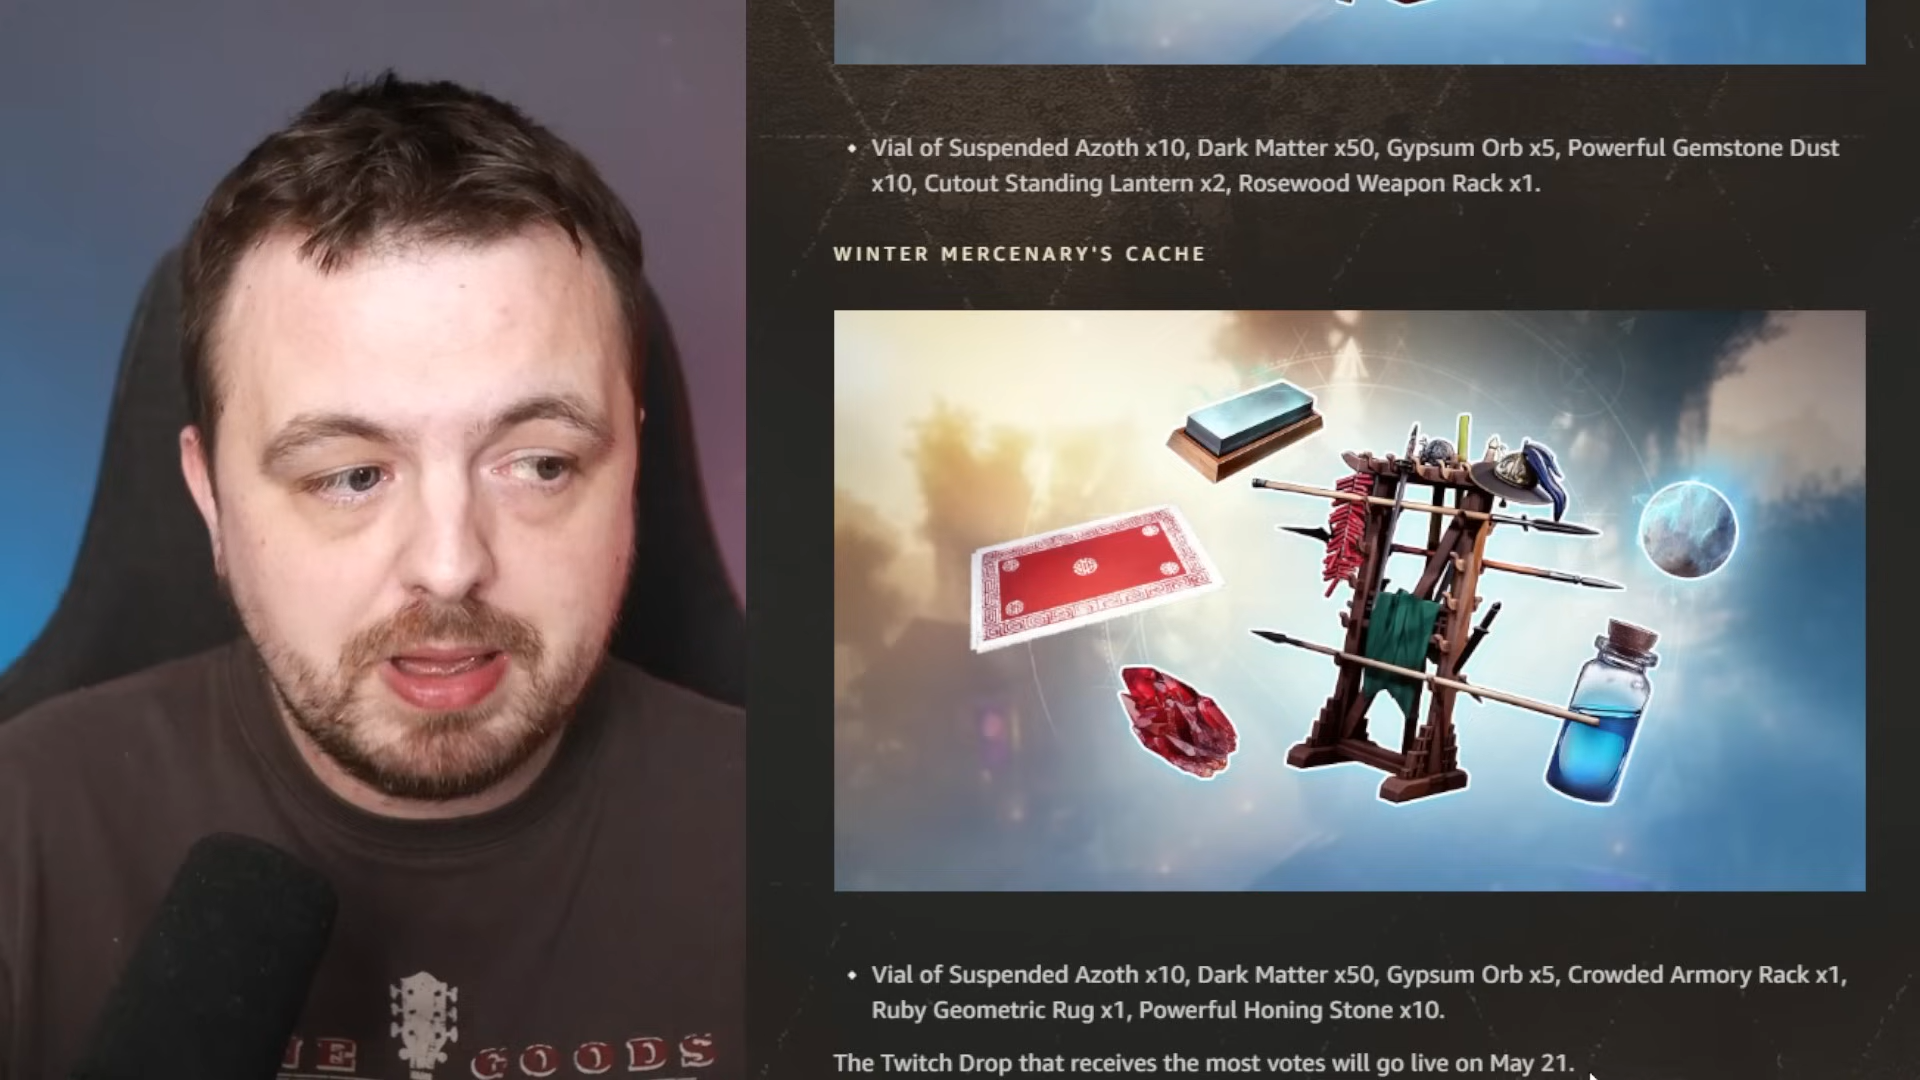 Vial of Suspended Azoth x10, Dark Matter x50, Gypsum Orb x5, Powerful Gemstone Dust
x10, Cutout Standing Lantern x2, Rosewood Weapon Rack x1.
WINTER MERCENARY'S CACHE
Vial of Suspended Azoth x10, Dark Matter x50, Gypsum Orb x5, Crowded Armory Rack x1,
Ruby Geometric Rug x1, Powerful Honing Stone x10.
The Twitch Drop that receives the most votes will go live on May 21.
GOODS